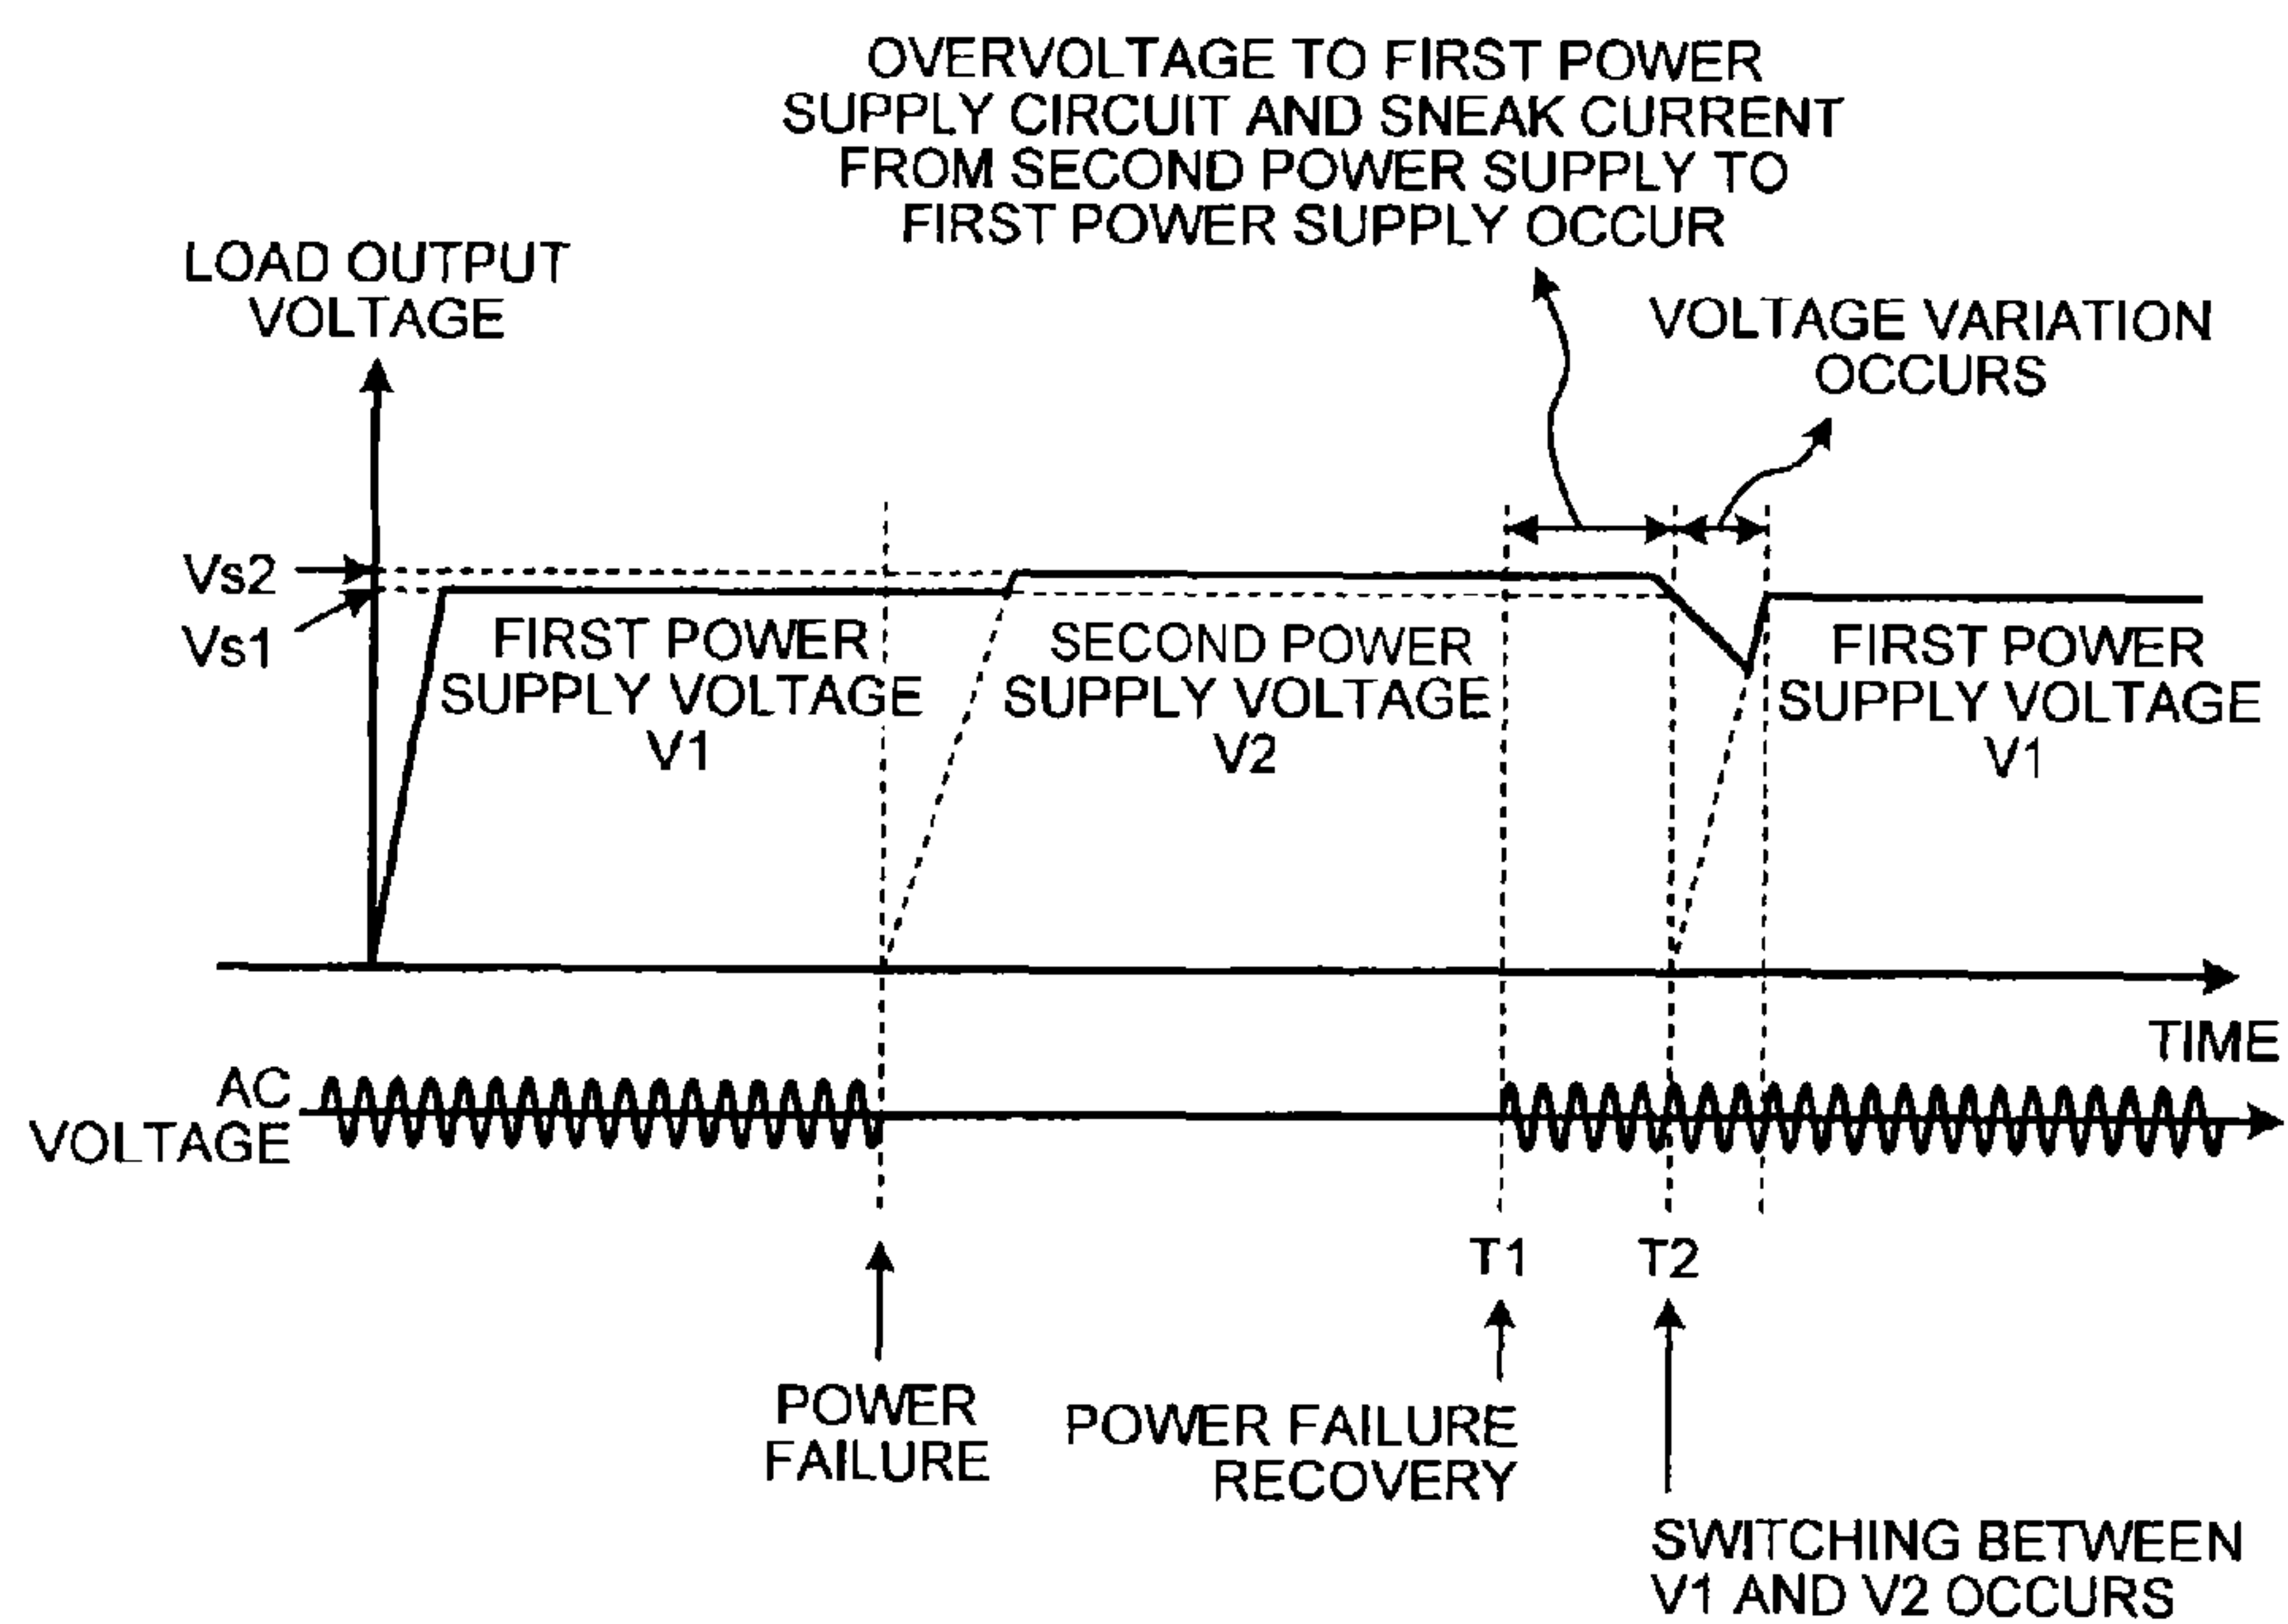 OVERVOLTAGE TO FIRST POWER
SUPPLY CIRCUIT AND SNEAK CURRENT
FROM SECOND POWER SUPPLY TO
FIRST POWER SUPPLY OCCUR
LOAD OUTPUT
VOLTAGE
VOLTAGE VARIATION
OCCURS
Vs2
Vs1
FIRST POWER
SUPPLY VOLTAGE
V1
SECOND POWER
SUPPLY VOLTAGE
V2
FIRST POWER
SUPPLY VOLTAGE
V1
TIME
AC
VOLTAGE
T1
T2
POWER
FAILURE
POWER FAILURE
RECOVERY
SWITCHING BETWEEN
V1 AND V2 OCCURS